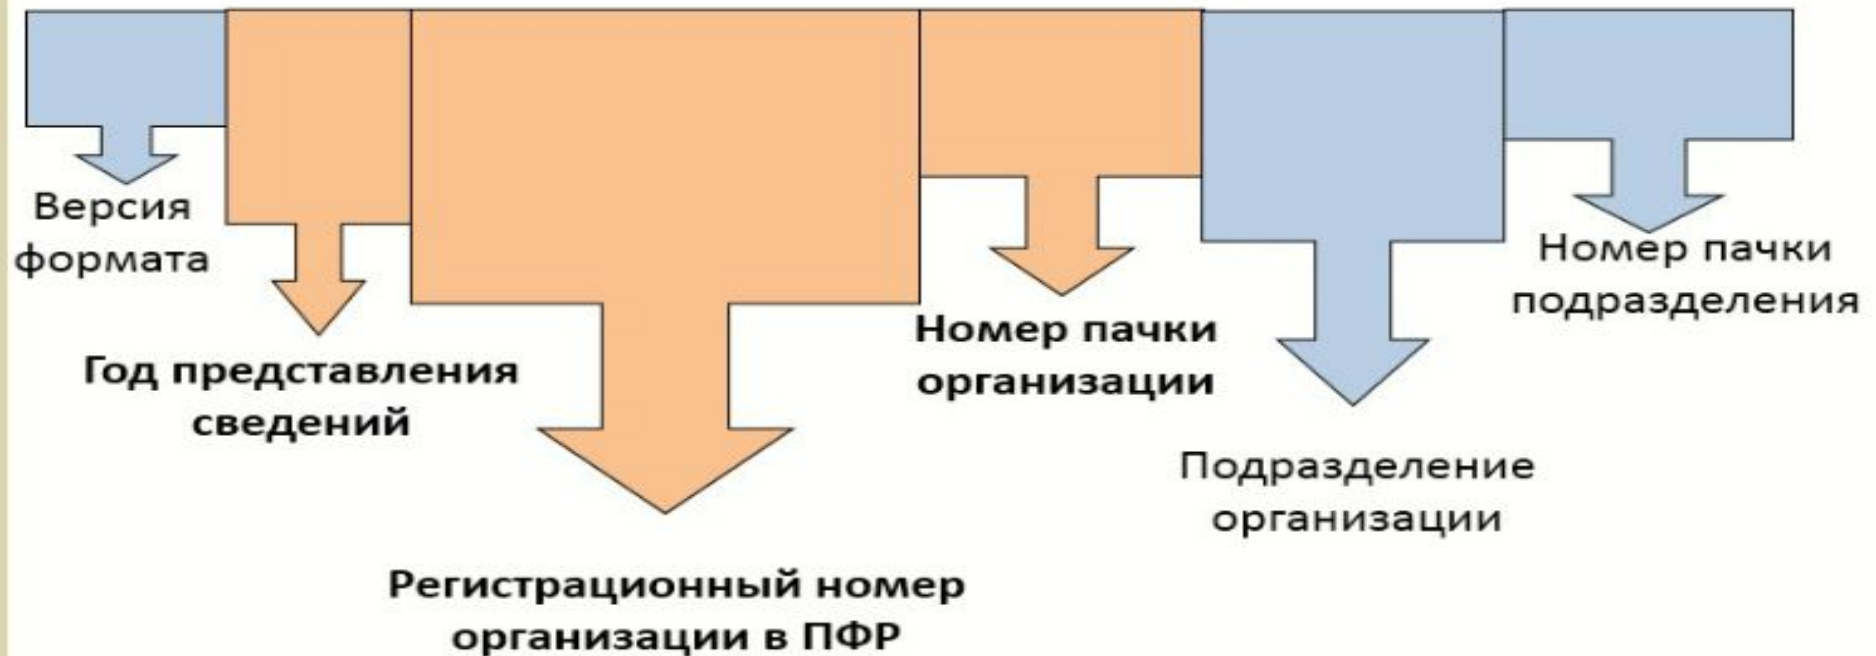 Версия
формата
Год представления
сведений
Регистрационный номер
организации в ПФР
Номер пачки
организации
Подразделение
организации
Номер пачки
подразделения